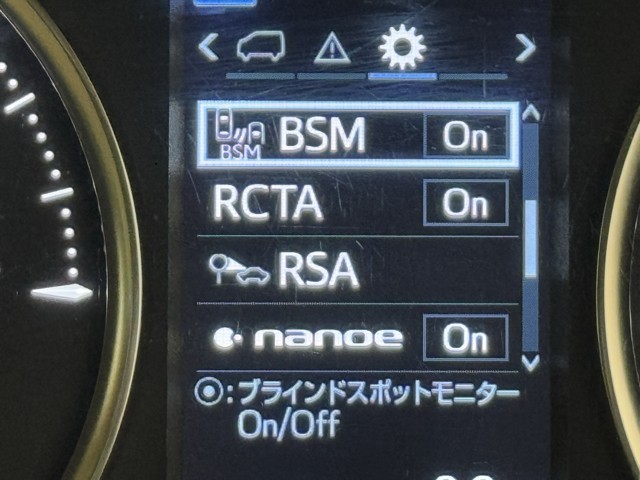 BSM BSM On
RCTA On
RSA
nanoe On
◎:ブラインドスポットモニター
On/Off